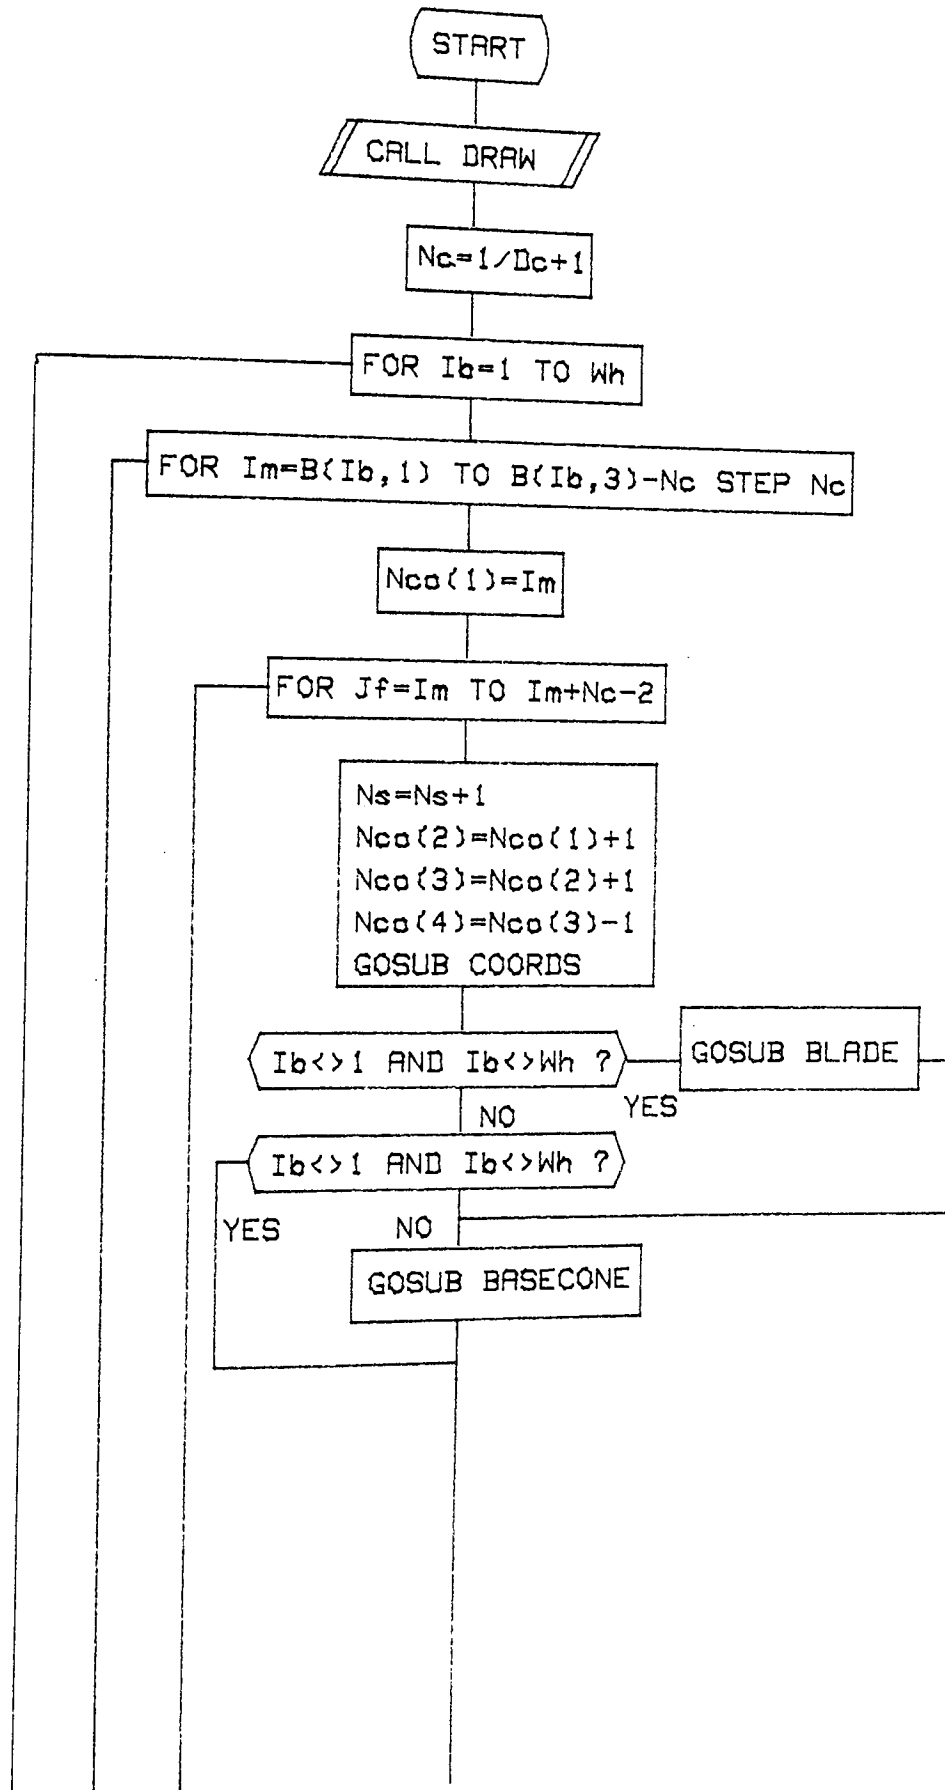 START
CALL DRAW
Nc=1/Dc+1
FOR Ib=1 TO Wh
FOR Im=B(Ib,1) TO B(Ib,3)-Nc STEP Nc
Nco(1)=Im
FOR Jf=Im TO Im+Nc-2
Ns=Ns+1
Nco(2)=Nco(1)+1
Nco(3)=Nco(2)+1
Nco(4)=Nco(3)-1
GOSUB COORDS
Ib<>1 AND Ib<>Wh ?
GOSUB BLADE
YES
NO
Ib<>1 AND Ib<>Wh ?
YES
NO
GOSUB BASECONE